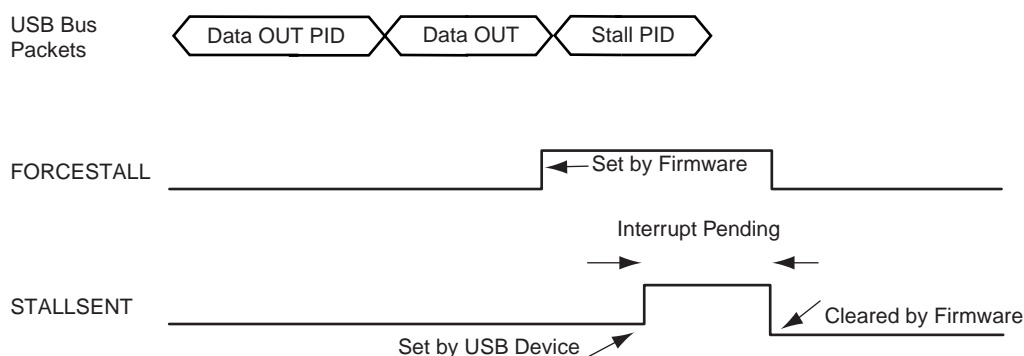 USB Bus
Packets
Data OUT PID
Data OUT
Stall PID
FORCESTALL
Set by Firmware
Interrupt Pending
STALLSENT
Cleared by Firmware
Set by USB Device